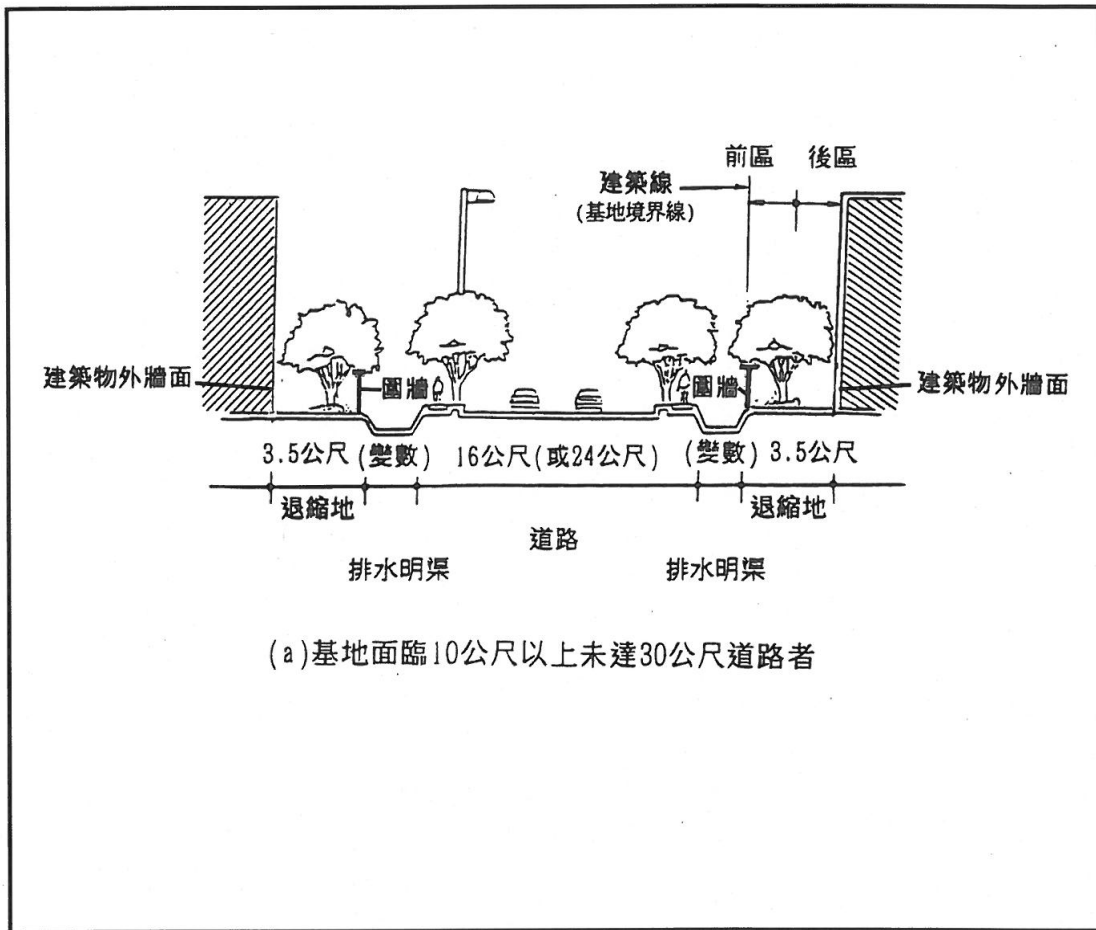 前區 後區
建築線
(基地境界線)
建築物外牆面
圍牆
圍牆
建築物外牆面
3.5公尺 (變數) 16公尺(或24公尺) (變數) 3.5公尺
退縮地
退縮地
道路
排水明渠
排水明渠
(a)基地面臨10公尺以上未達30公尺道路者